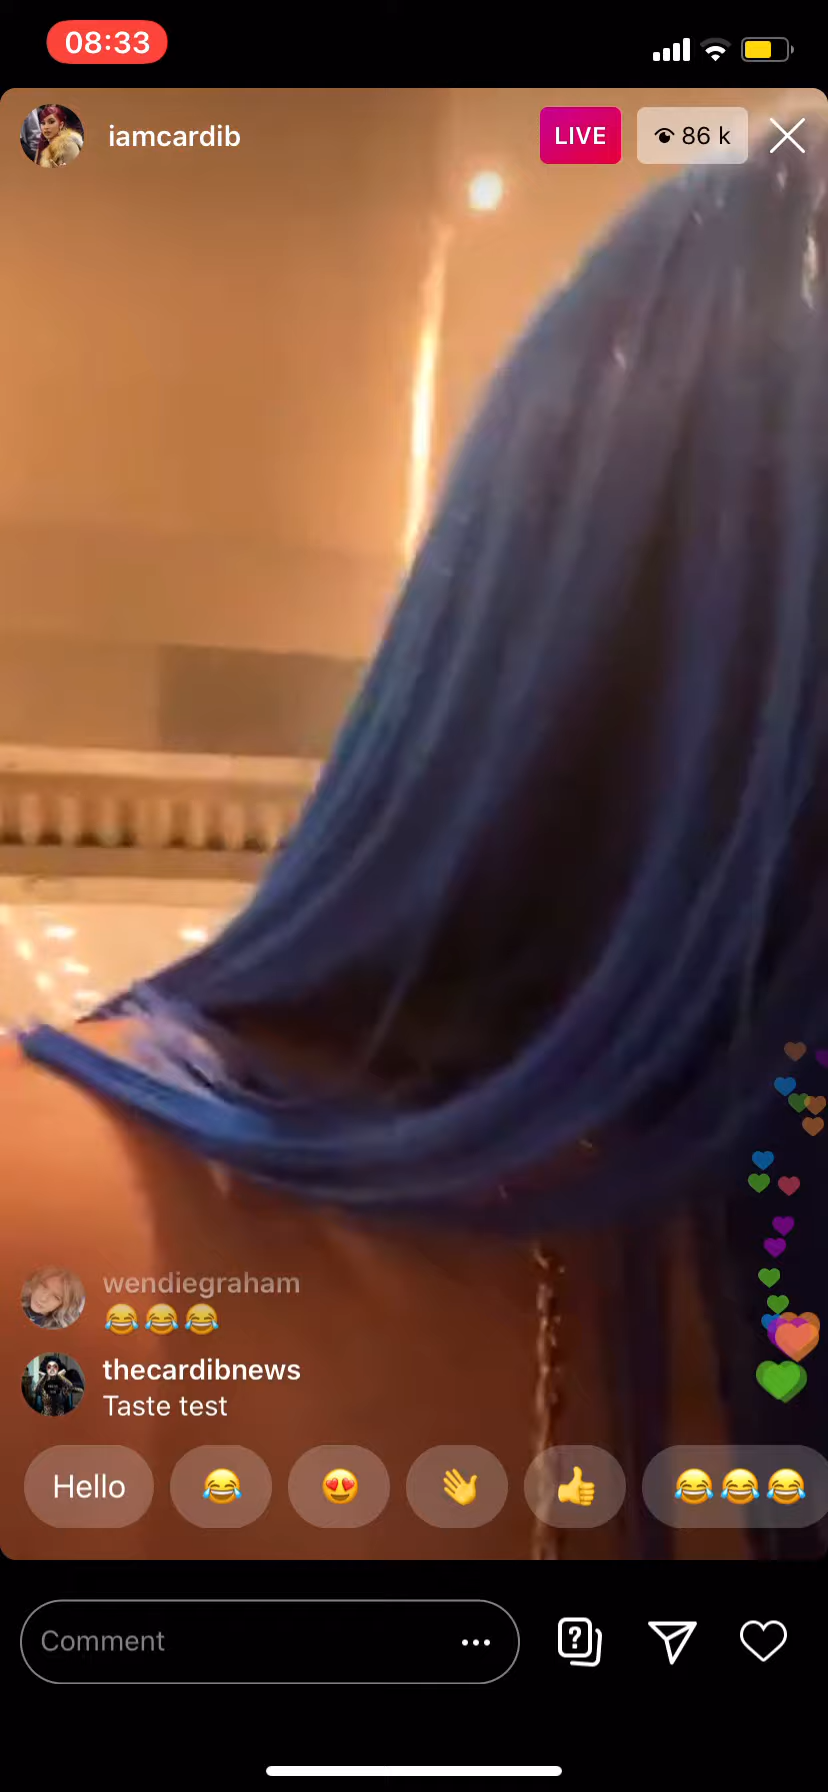 08:33
iamcardib
LIVE
86 k
wendiegraham
😂😂😂
thecardibnews
Taste test
Hello
😂
😍
👋
👍
😂😂😂
Comment